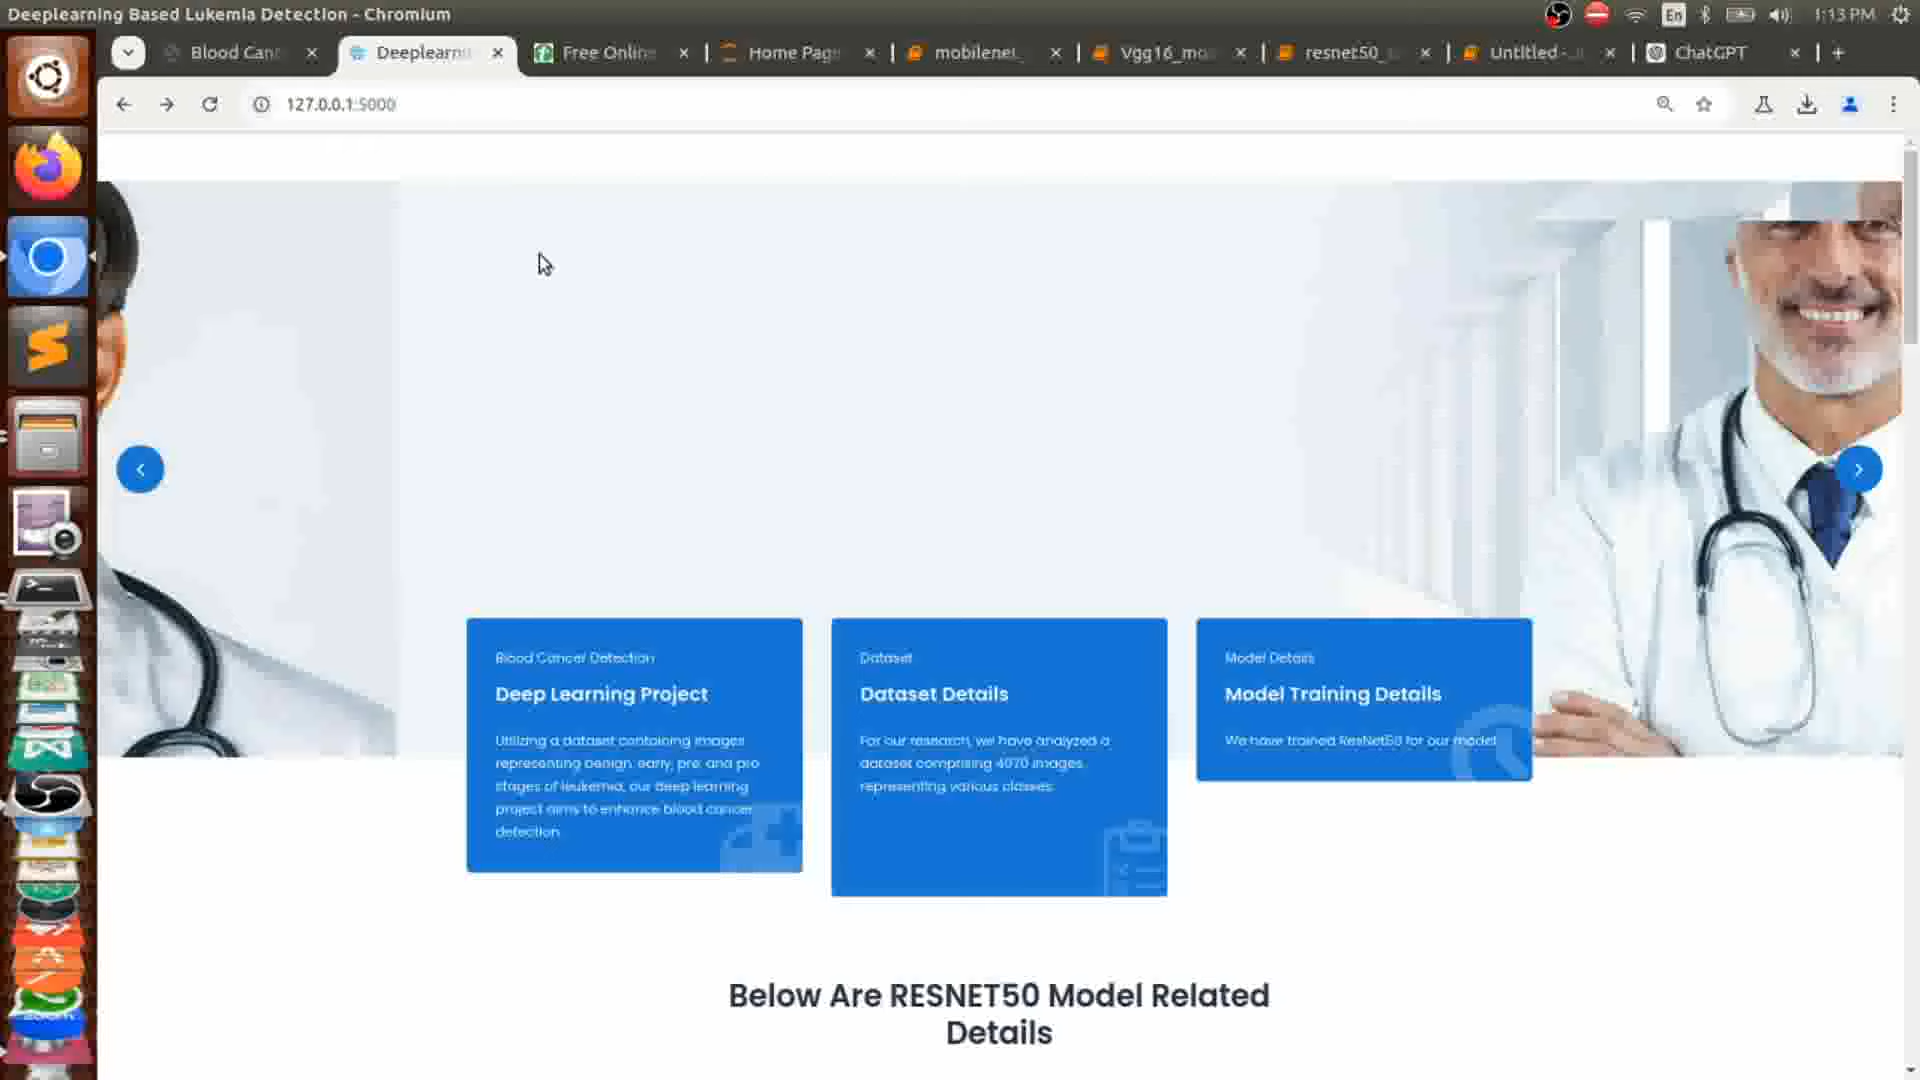 Deeplearning Based Lukemia Detection - Chromium
En
1:13 PM
Blood Canc
Deeplearni
Free Online
Home Page
mobilenet_
Vgg16_mo
resnet50_
Untitled -
ChatGPT
127.0.0.1:5000
Blood Cancer Detection
Deep Learning Project
Utilizing a dataset containing images
representing benign, early, pre, and pro
stages of leukemia, our deep learning
project aims to enhance blood cancer
detection.
Dataset
Dataset Details
For our research, we have analyzed a
dataset comprising 4070 images,
representing various classes.
Model Details
Model Training Details
We have trained ResNet50 for our model
Below Are RESNET50 Model Related
Details